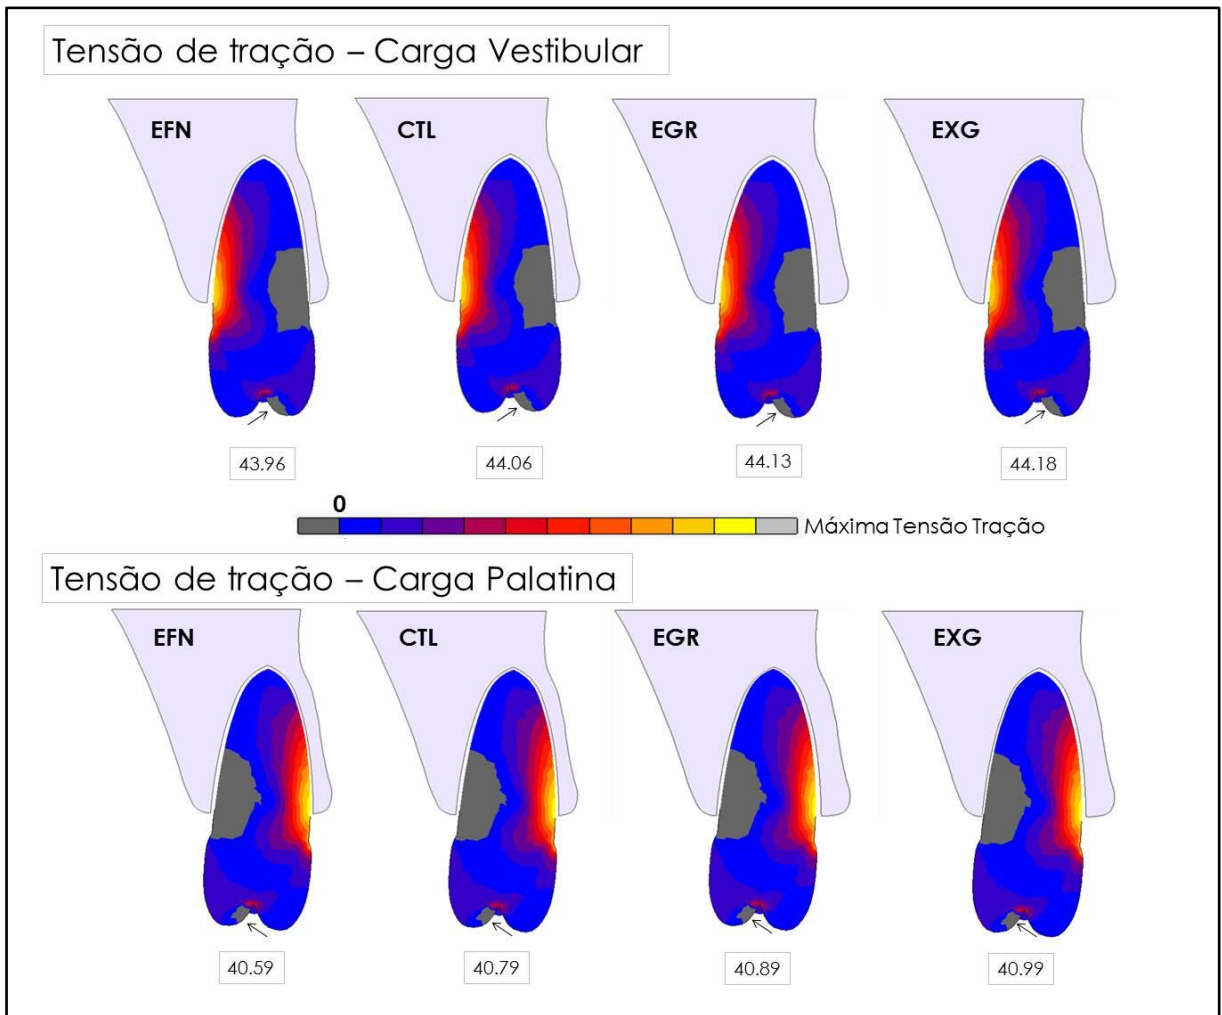 Tensão de tração – Carga Vestibular
EFN CTL EGR EXG
43.96 44.06 44.13 44.18
0
Máxima Tensão Tração
Tensão de tração – Carga Palatina
EFN CTL EGR EXG
40.59 40.79 40.89 40.99